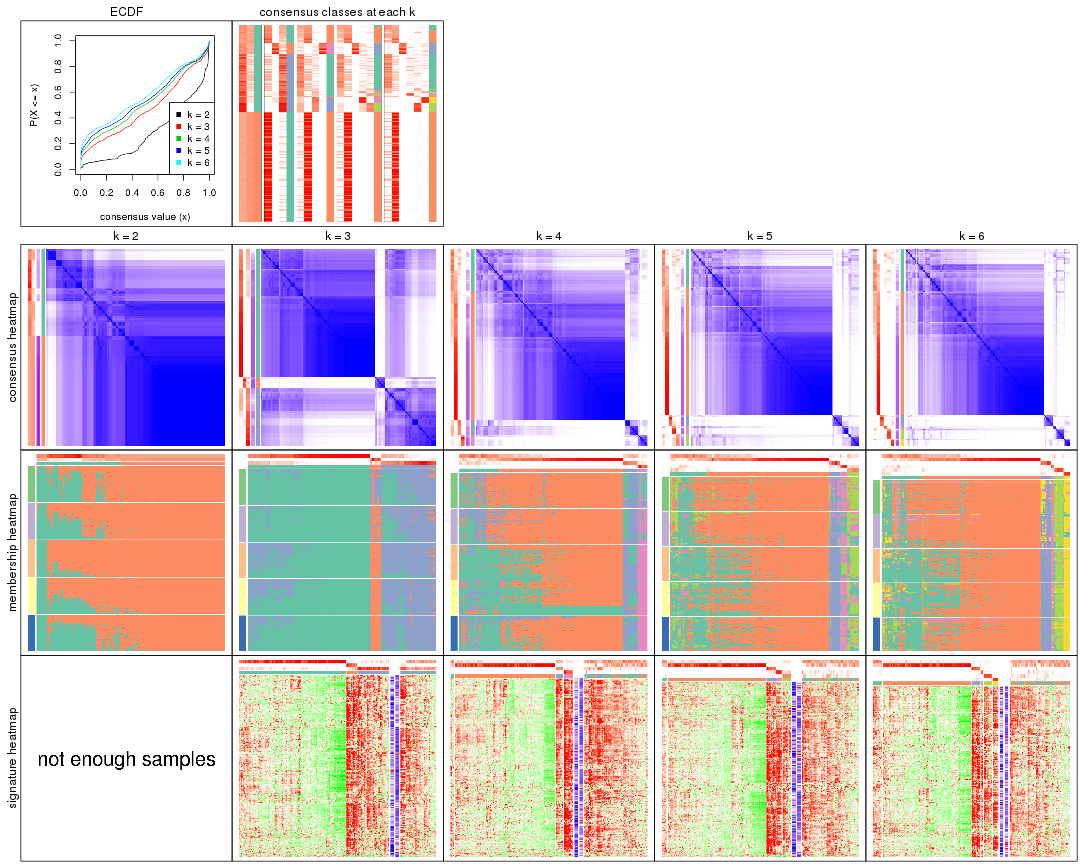 ECDF
consensus classes at each k
P(X <= x)
1.0
0.8
0.6
0.4
0.2
0.0
k = 2
k = 3
k = 4
k = 5
k = 6
0.0 0.2 0.4 0.6 0.8 1.0
consensus value (x)
k = 2
k = 3
k = 4
k = 5
k = 6
consensus heatmap
membership heatmap
signature heatmap
not enough samples